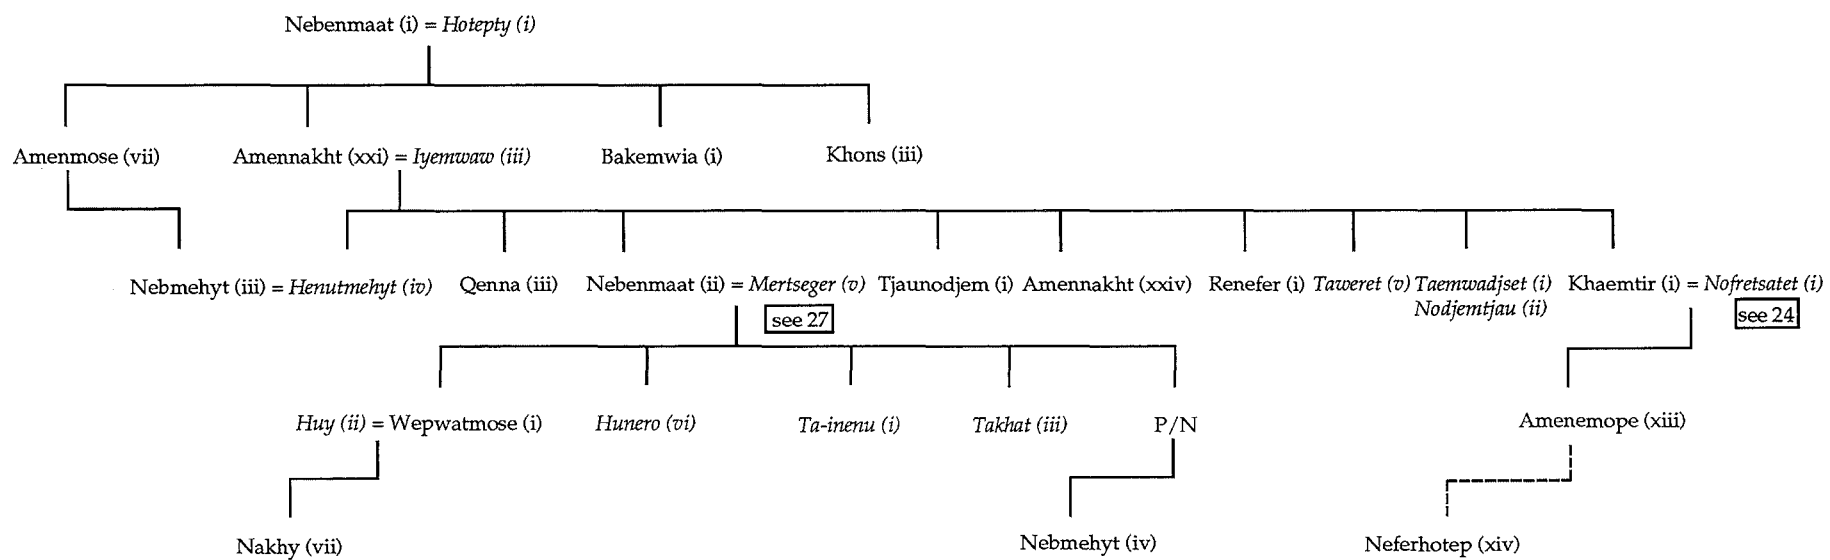 Nebenmaat (i) = Hotepty (i)
Amenmose (vii) Amennakht (xxi) = Iyemwaw (iii) Bakemwia (i) Khons (iii)
Nebmehyt (iii) = Henutmehyt (iv) Qenna (iii) Nebenmaat (ii) = Mertseger (v) Tjaunodjem (i) Amennakht (xxiv) Renefer (i) Taweret (v) Taemwadjset (i) Khaemtir (i) = Nofretsatet (i)
see 27 Nodjemtjau (ii) see 24
Huy (ii) = Wepwatmose (i) Hunero (vi) Ta-inenu (i) Takhat (iii) P/N Amenemope (xiii)
Nakhy (vii) Nebmehyt (iv) Neferhotep (xiv)